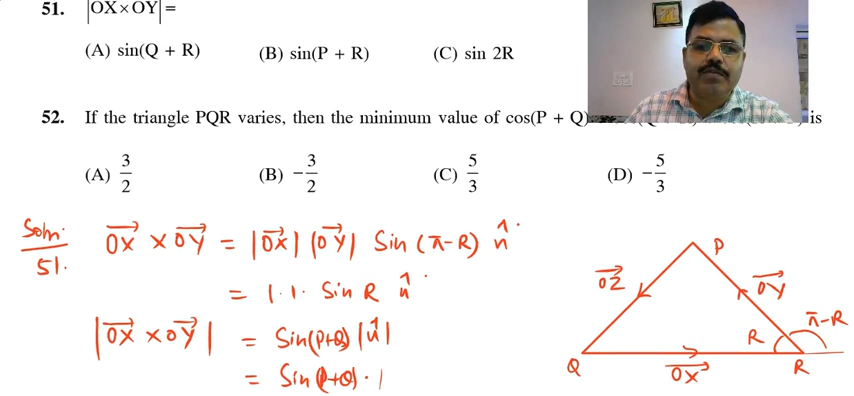 51. |OX×OY| =
(A) sin(Q + R) (B) sin(P + R) (C) sin 2R
52. If the triangle PQR varies, then the minimum value of cos(P + Q) is
(A) 3/2 (B) −3/2 (C) 5/3 (D) −5/3
Soln. 51. OX⃗ × OY⃗ = |OX⃗| |OY⃗| Sin (π-R) n̂
= 1.1. Sin R n̂
|OX⃗ × OY⃗| = Sin(P+Q) |n̂|
= Sin(P+Q) . 1
P
OZ⃗ OY⃗
R π-R
Q OX⃗ R